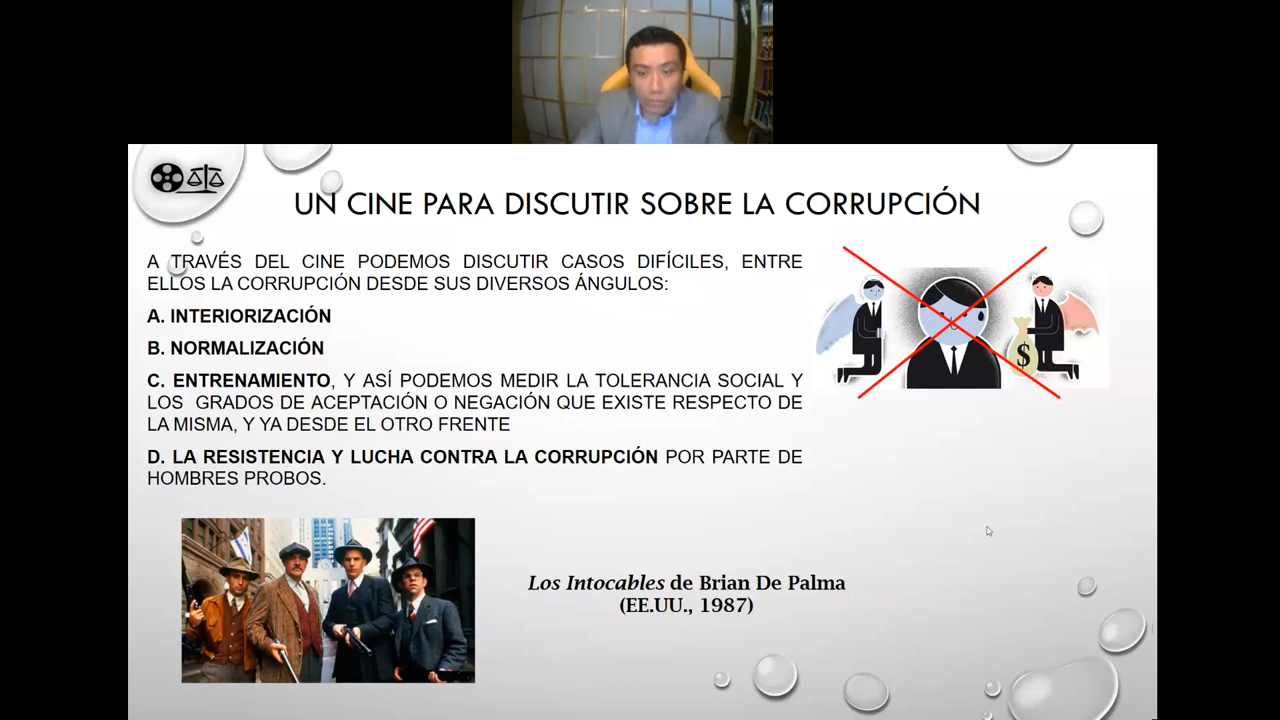 UN CINE PARA DISCUTIR SOBRE LA CORRUPCIÓN
A TRAVÉS DEL CINE PODEMOS DISCUTIR CASOS DIFÍCILES, ENTRE
ELLOS LA CORRUPCIÓN DESDE SUS DIVERSOS ÁNGULOS:
A. INTERIORIZACIÓN
B. NORMALIZACIÓN
C. ENTRENAMIENTO, Y ASÍ PODEMOS MEDIR LA TOLERANCIA SOCIAL Y
LOS GRADOS DE ACEPTACIÓN O NEGACIÓN QUE EXISTE RESPECTO DE
LA MISMA, Y YA DESDE EL OTRO FRENTE
D. LA RESISTENCIA Y LUCHA CONTRA LA CORRUPCIÓN POR PARTE DE
HOMBRES PROBOS.
$
Los Intocables de Brian De Palma
(EE.UU., 1987)